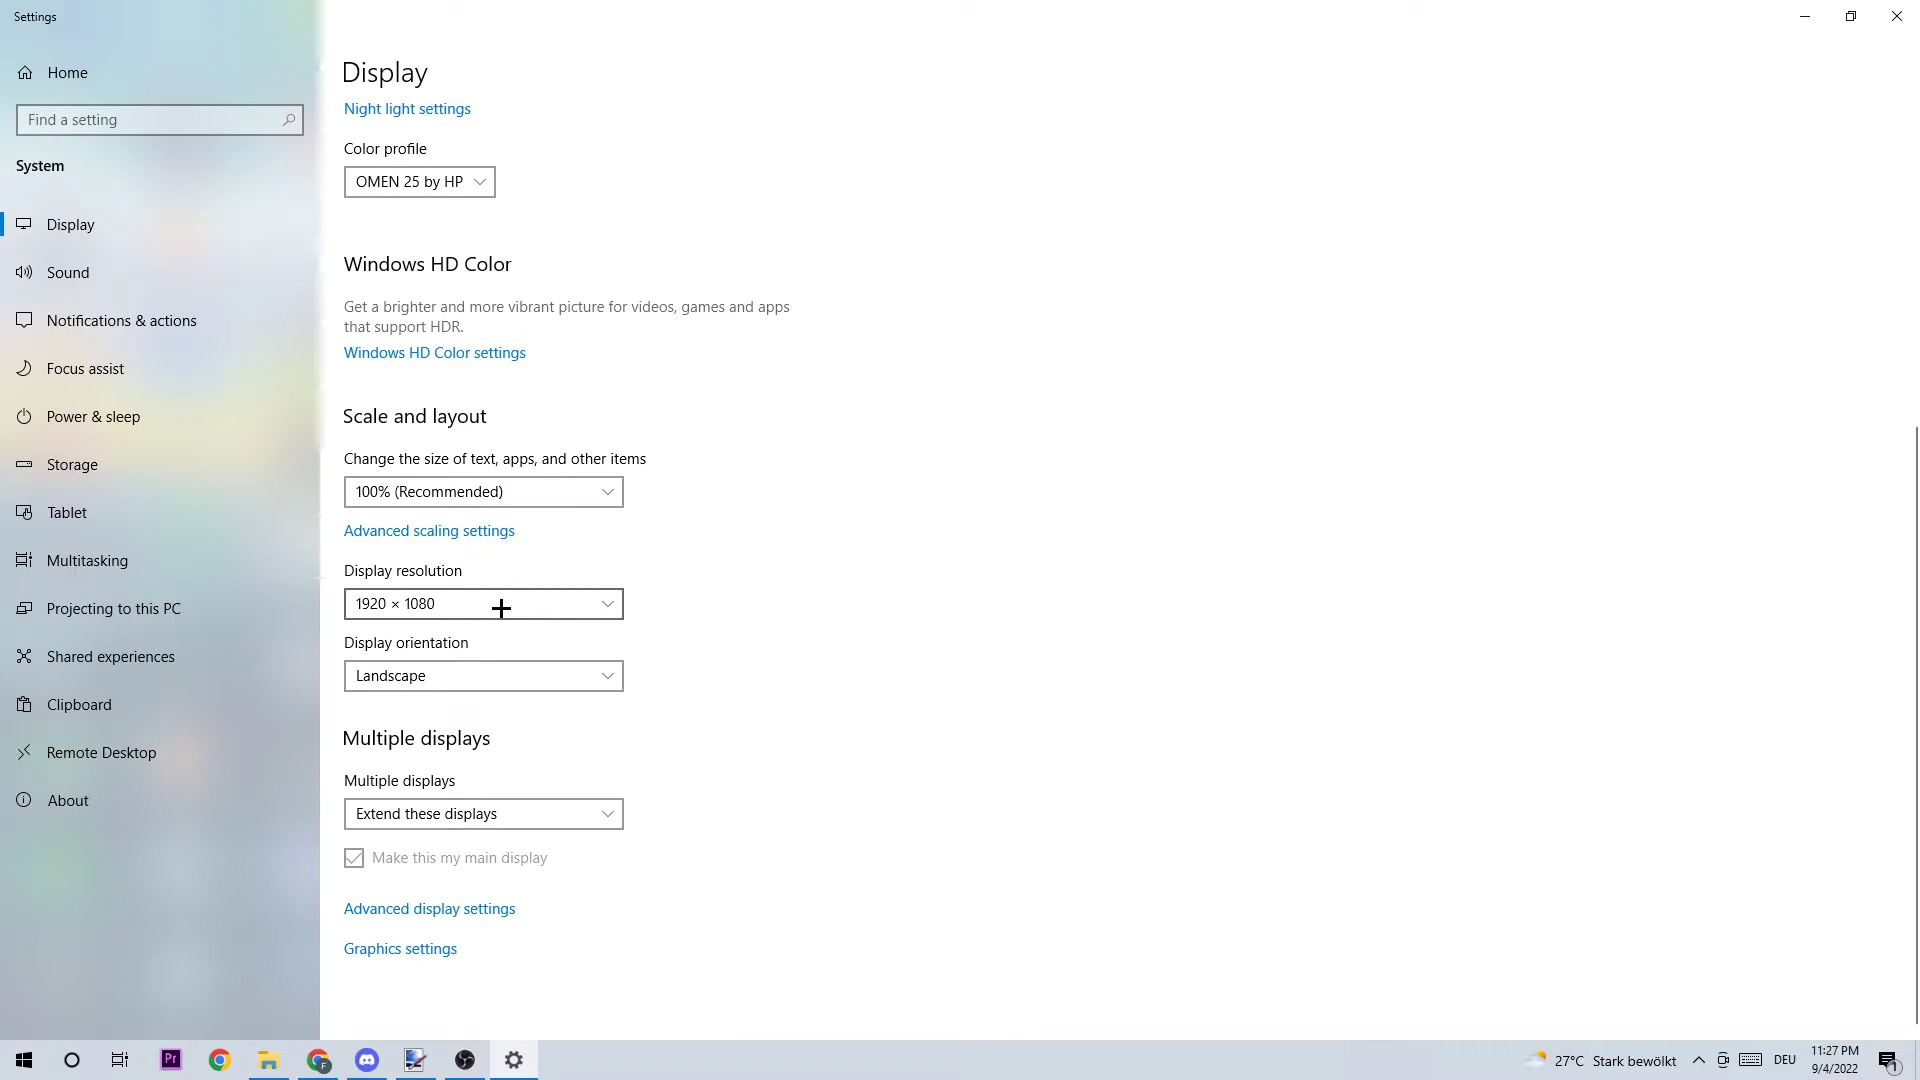 Settings
Home
Find a setting
System
Display
Sound
Notifications & actions
Focus assist
Power & sleep
Storage
Tablet
Multitasking
Projecting to this PC
Shared experiences
Clipboard
Remote Desktop
About
Display
Night light settings
Color profile
OMEN 25 by HP
Windows HD Color
Get a brighter and more vibrant picture for videos, games and apps
that support HDR.
Windows HD Color settings
Scale and layout
Change the size of text, apps, and other items
100% (Recommended)
Advanced scaling settings
Display resolution
1920 × 1080
Display orientation
Landscape
Multiple displays
Multiple displays
Extend these displays
Make this my main display
Advanced display settings
Graphics settings
Pr
F
27°C Stark bewölkt
DEU
11:27 PM
9/4/2022
1